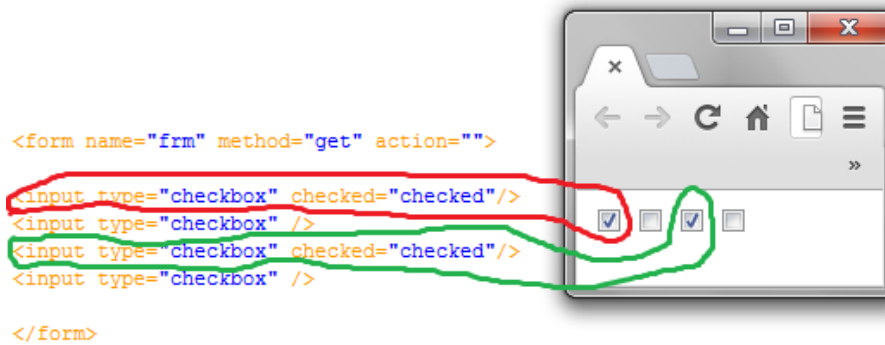 <form name="frm" method="get" action="">
<input type="checkbox" checked="checked"/>
<input type="checkbox" />
<input type="checkbox" checked="checked"/>
<input type="checkbox" />
</form>